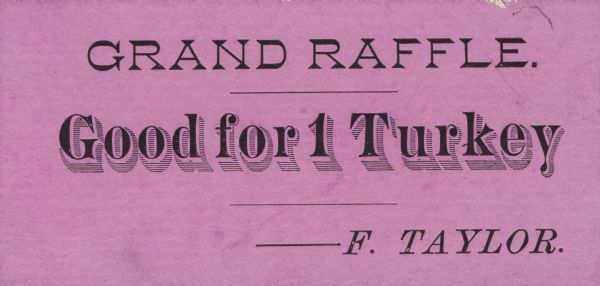 GRAND RAFFLE.
Good for 1 Turkey
F. TAYLOR.